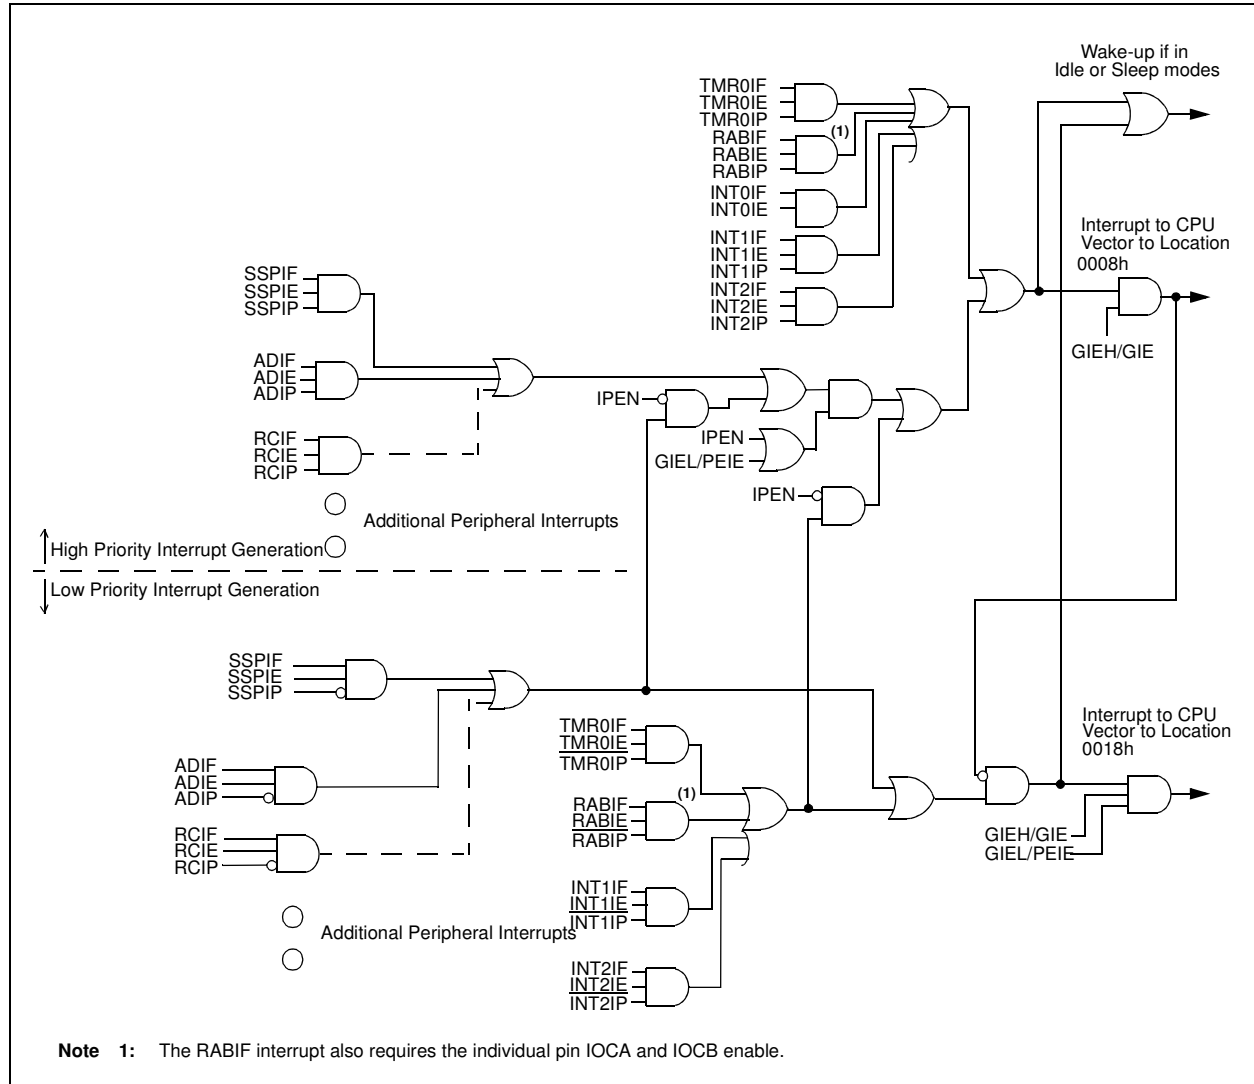 Wake-up if in
Idle or Sleep modes
TMR0IF
TMR0IE
TMR0IP
(1)
RABIF
RABIE
RABIP
INT0IF
INT0IE
INT1IF
INT1IE
INT1IP
INT2IF
INT2IE
INT2IP
Interrupt to CPU
Vector to Location
0008h
GIEH/GIE
SSPIF
SSPIE
SSPIP
ADIF
ADIE
ADIP
RCIF
RCIE
RCIP
IPEN
IPEN
GIEL/PEIE
IPEN
Additional Peripheral Interrupts
High Priority Interrupt Generation
Low Priority Interrupt Generation
SSPIF
SSPIE
SSPIP
ADIF
ADIE
ADIP
RCIF
RCIE
RCIP
Additional Peripheral Interrupts
TMR0IF
TMR0IE
TMR0IP
(1)
RABIF
RABIE
RABIP
INT1IF
INT1IE
INT1IP
INT2IF
INT2IE
INT2IP
Interrupt to CPU
Vector to Location
0018h
GIEH/GIE
GIEL/PEIE
Note 1: The RABIF interrupt also requires the individual pin IOCA and IOCB enable.